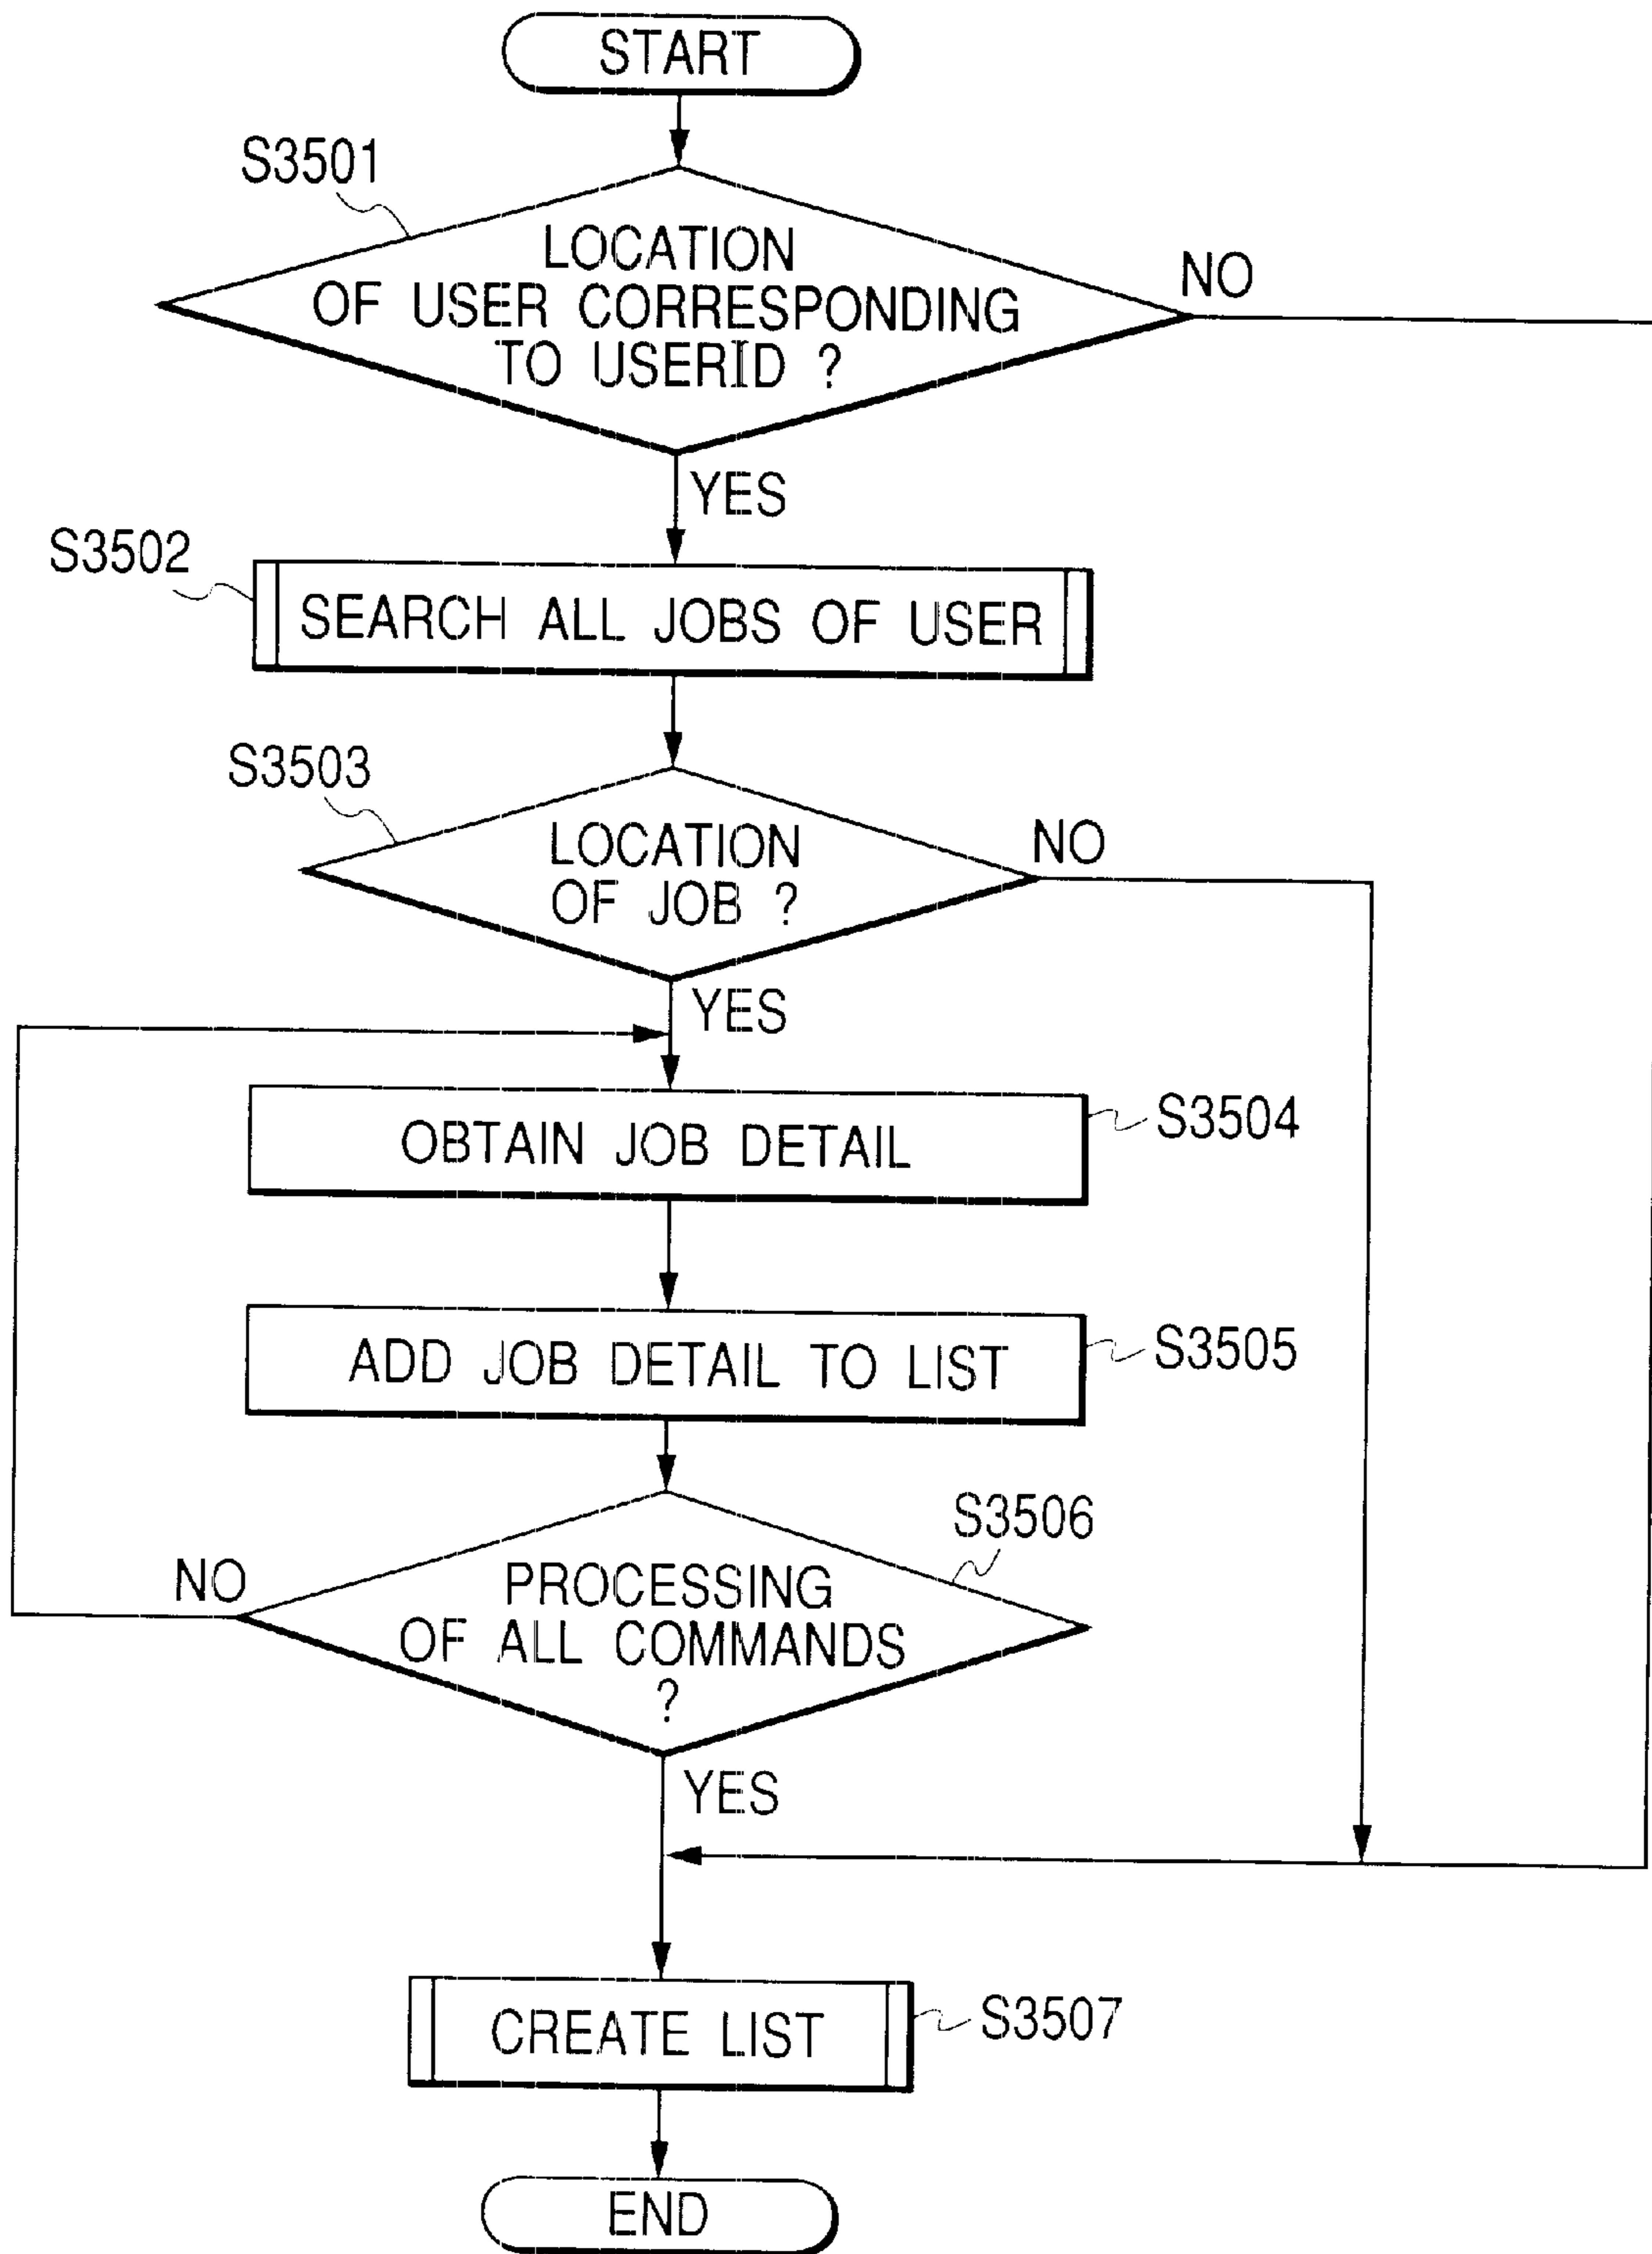 START
S3501
LOCATION
OF USER CORRESPONDING
TO USERID ?
NO
YES
S3502
SEARCH ALL JOBS OF USER
S3503
LOCATION
OF JOB ?
NO
YES
OBTAIN JOB DETAIL
S3504
ADD JOB DETAIL TO LIST
S3505
S3506
NO
PROCESSING
OF ALL COMMANDS
?
YES
CREATE LIST
S3507
END